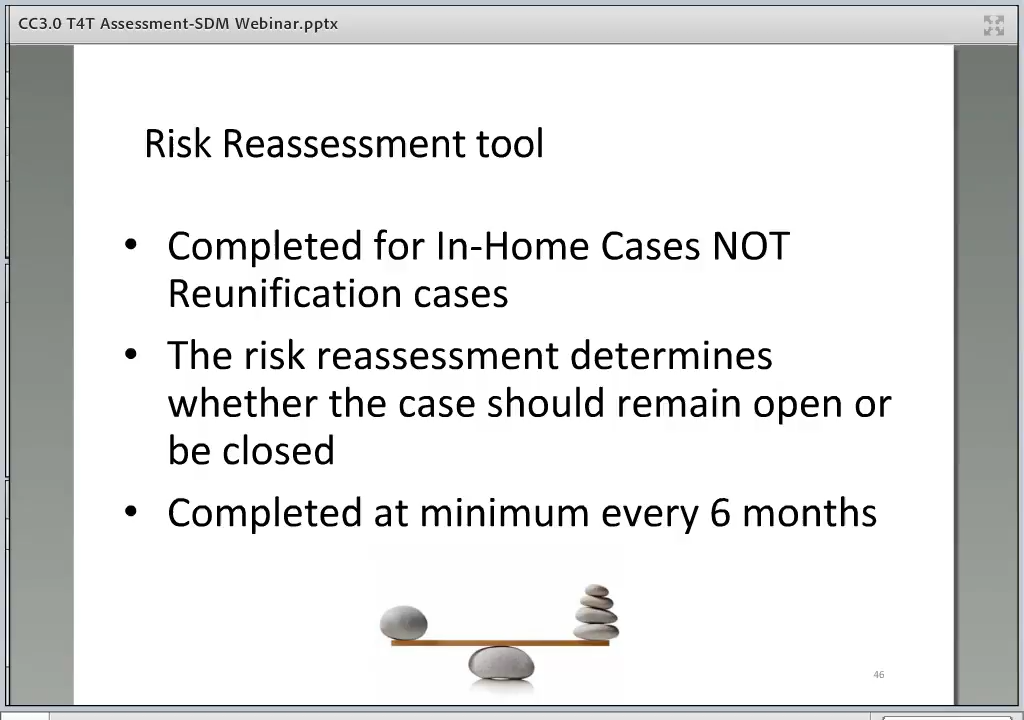 CC3.0 T4T Assessment-SDM Webinar.pptx
Risk Reassessment tool
• Completed for In-Home Cases NOT
Reunification cases
• The risk reassessment determines
whether the case should remain open or
be closed
• Completed at minimum every 6 months
46